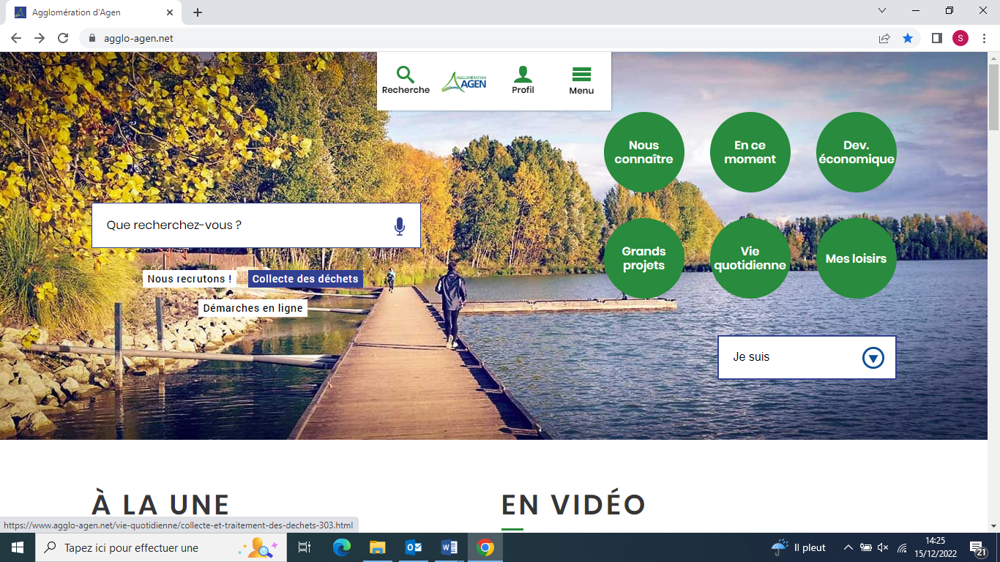 Agglomération d'Agen
agglo-agen.net
S
Recherche
AGGLOMÉRATION
AGEN
Profil
Menu
Nous
connaître
En ce
moment
Dev.
économique
Que recherchez-vous ?
Grands
projets
Vie
quotidienne
Mes loisirs
Nous recrutons !
Collecte des déchets
Démarches en ligne
Je suis
À LA UNE
EN VIDÉO
https://www.agglo-agen.net/vie-quotidienne/collecte-et-traitement-des-dechets-303.html
Tapez ici pour effectuer une
Il pleut
14:25
15/12/2022
21